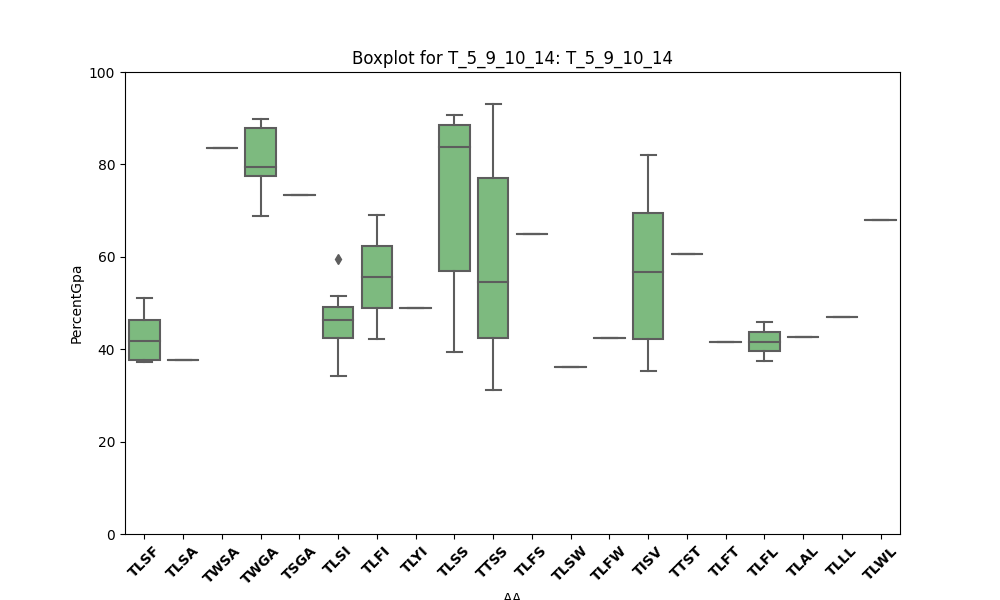 Boxplot for T_5_9_10_14: T_5_9_10_14
PercentGpa
100
80
60
40
20
0
TLSF TLSA TWSA TWGA TSGA TLSI TLFI TLYI TLSS TTSS TLFS TLSW TLFW TISV TTST TLFT TLFL TLAL TLLL TLWL
AA